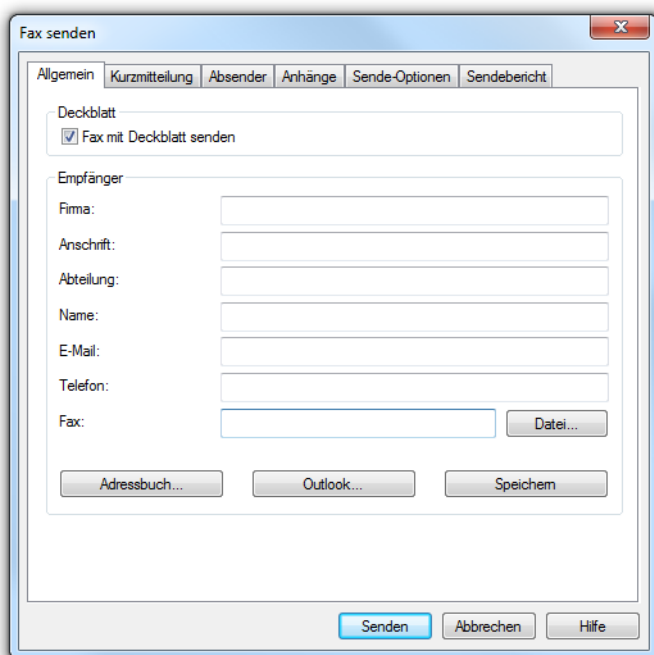 Fax senden
Allgemein Kurzmitteilung Absender Anhänge Sende-Optionen Sendebericht
Deckblatt
Fax mit Deckblatt senden
Empfänger
Firma:
Anschrift:
Abteilung:
Name:
E-Mail:
Telefon:
Fax: Datei...
Adressbuch... Outlook... Speichern
Senden Abbrechen Hilfe